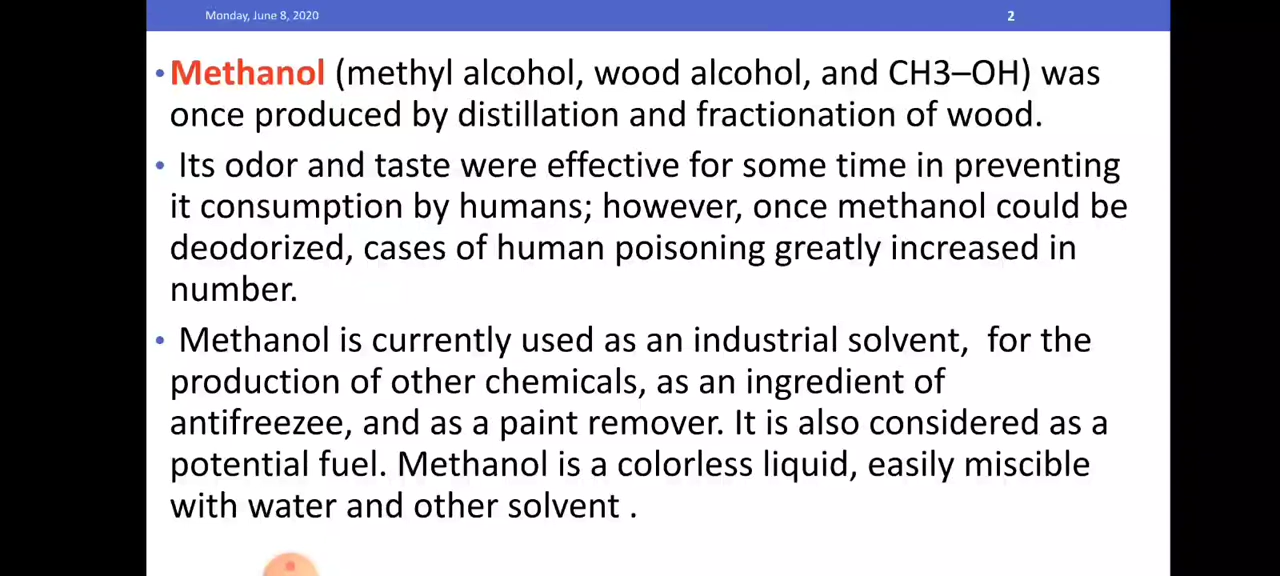 Monday, June 8, 2020
2
•Methanol (methyl alcohol, wood alcohol, and CH3–OH) was
once produced by distillation and fractionation of wood.
• Its odor and taste were effective for some time in preventing
it consumption by humans; however, once methanol could be
deodorized, cases of human poisoning greatly increased in
number.
• Methanol is currently used as an industrial solvent,  for the
production of other chemicals, as an ingredient of
antifreezee, and as a paint remover. It is also considered as a
potential fuel. Methanol is a colorless liquid, easily miscible
with water and other solvent .